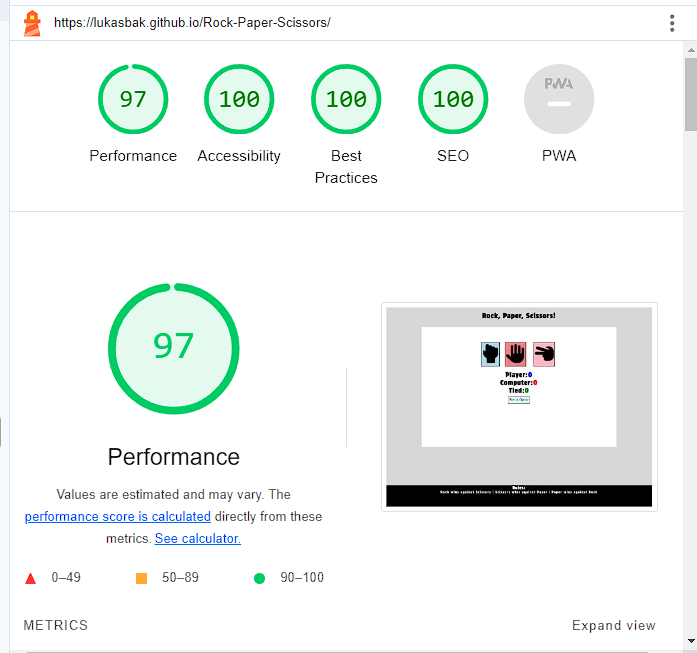 https://lukasbak.github.io/Rock-Paper-Scissors/
97
100
100
100
PWA
Performance
Accessibility
Best
Practices
SEO
PWA
97
Performance
Values are estimated and may vary. The
performance score is calculated directly from these
metrics. See calculator.
0–49
50–89
90–100
Rock, Paper, Scissors!
Player:0
Computer:0
Tied:0
Rules:
Rock wins against Scissors | Scissors wins against Paper | Paper wins against Rock
METRICS
Expand view